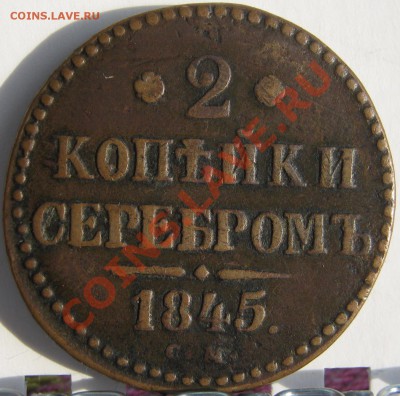 COINS.LAVE.RU
2
КОПѢЙКИ
СЕРЕБРОМЪ
1845.
С. М.
COINS.LAVE.RU